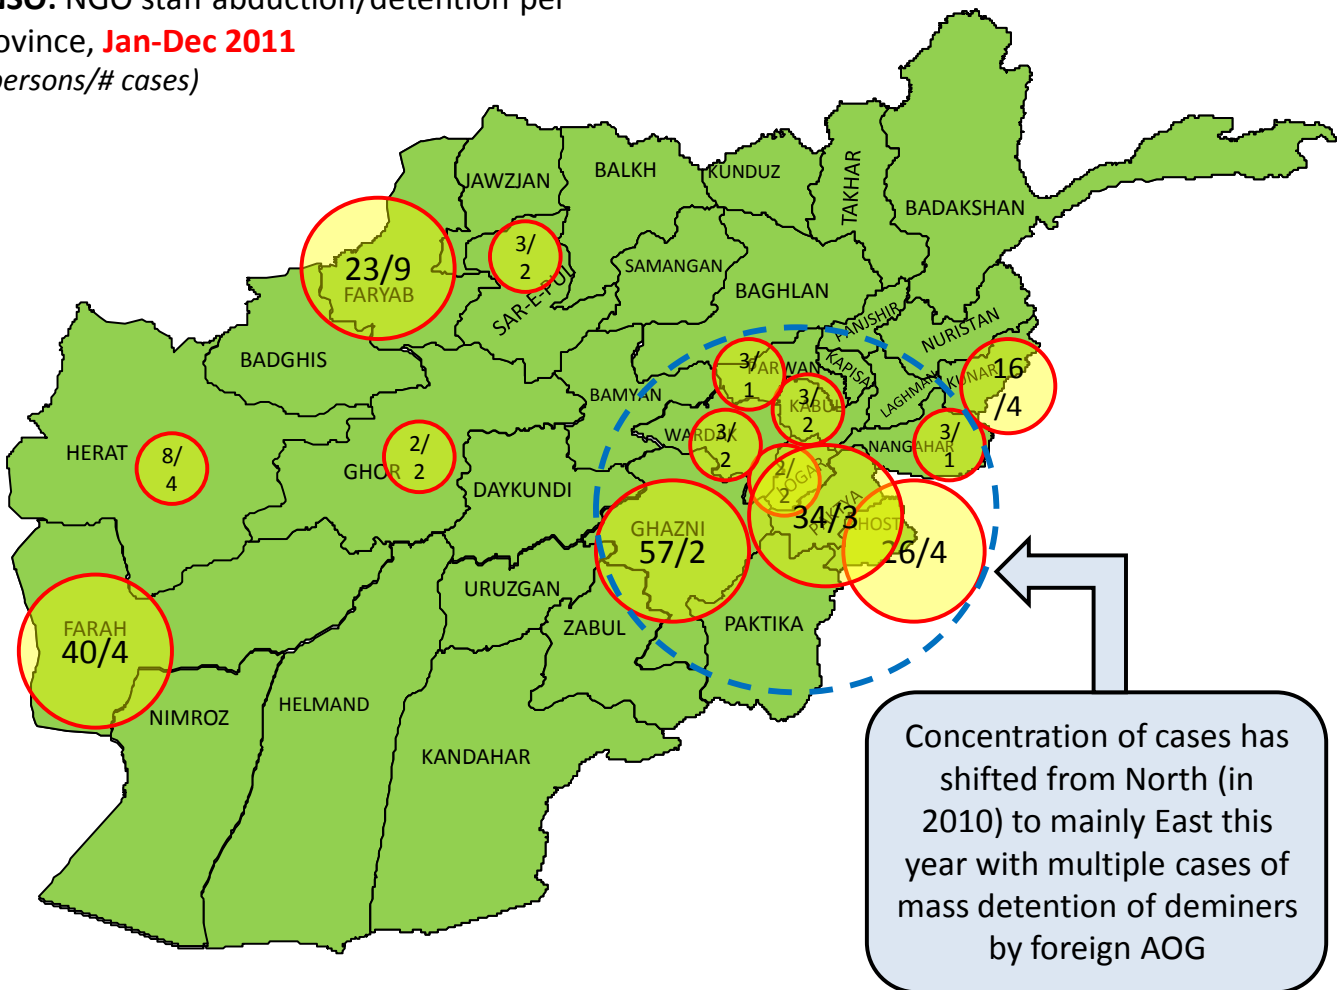 NGO staff abduction/detention per
Jan-Dec 2011
cases)
JAWZJAN
BALKH
KUNDUZ
TAKHAR
BADAKSHAN
23/9
FARYAB
3/
2
SAR-E-PUL
SAMANGAN
BAGHLAN
PANJSHIR
NURISTAN
BADGHIS
BAMYAN
3/
1
PARWAN
KAPISA
LAGHMAN
KUNAR
16
/4
3/
2
KABUL
HERAT
8/
4
GHOR
2/
2
DAYKUNDI
WARDAK
3/
2
NANGAHAR
3/
1
2/
2
LOGAR
PAKTYA
34/3
KHOST
26/4
GHAZNI
57/2
URUZGAN
ZABUL
PAKTIKA
FARAH
40/4
NIMROZ
HELMAND
KANDAHAR
Concentration of cases has
shifted from North (in
2010) to mainly East this
year with multiple cases of
mass detention of deminers
by foreign AOG